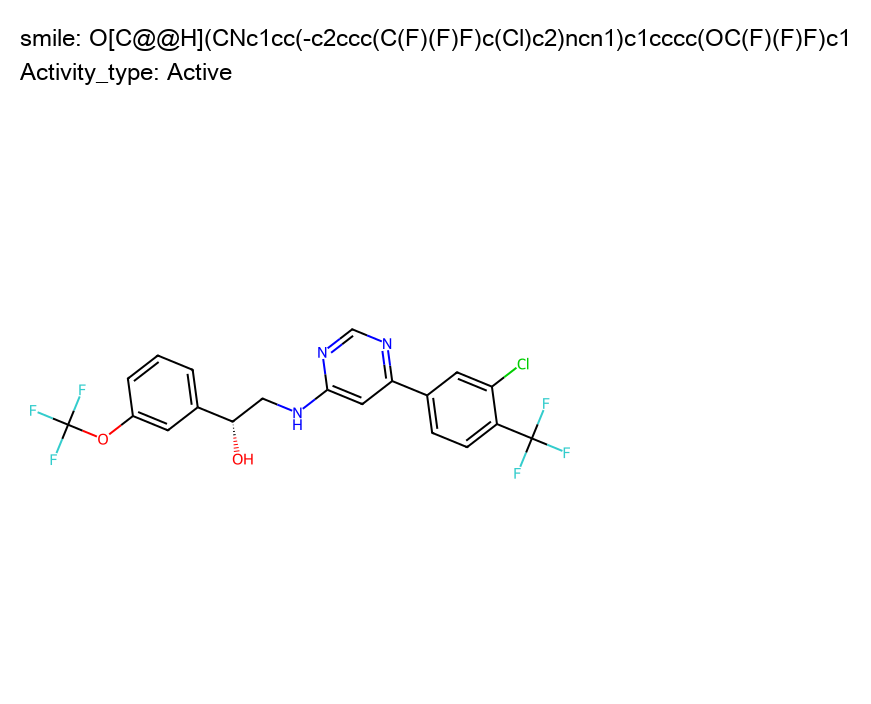 smile: O[C@@H](CNc1cc(-c2ccc(C(F)(F)F)c(Cl)c2)ncn1)c1cccc(OC(F)(F)F)c1
Activity_type: Active
N
N
Cl
F
F
F
F
O
F
N
H
OH
F
F